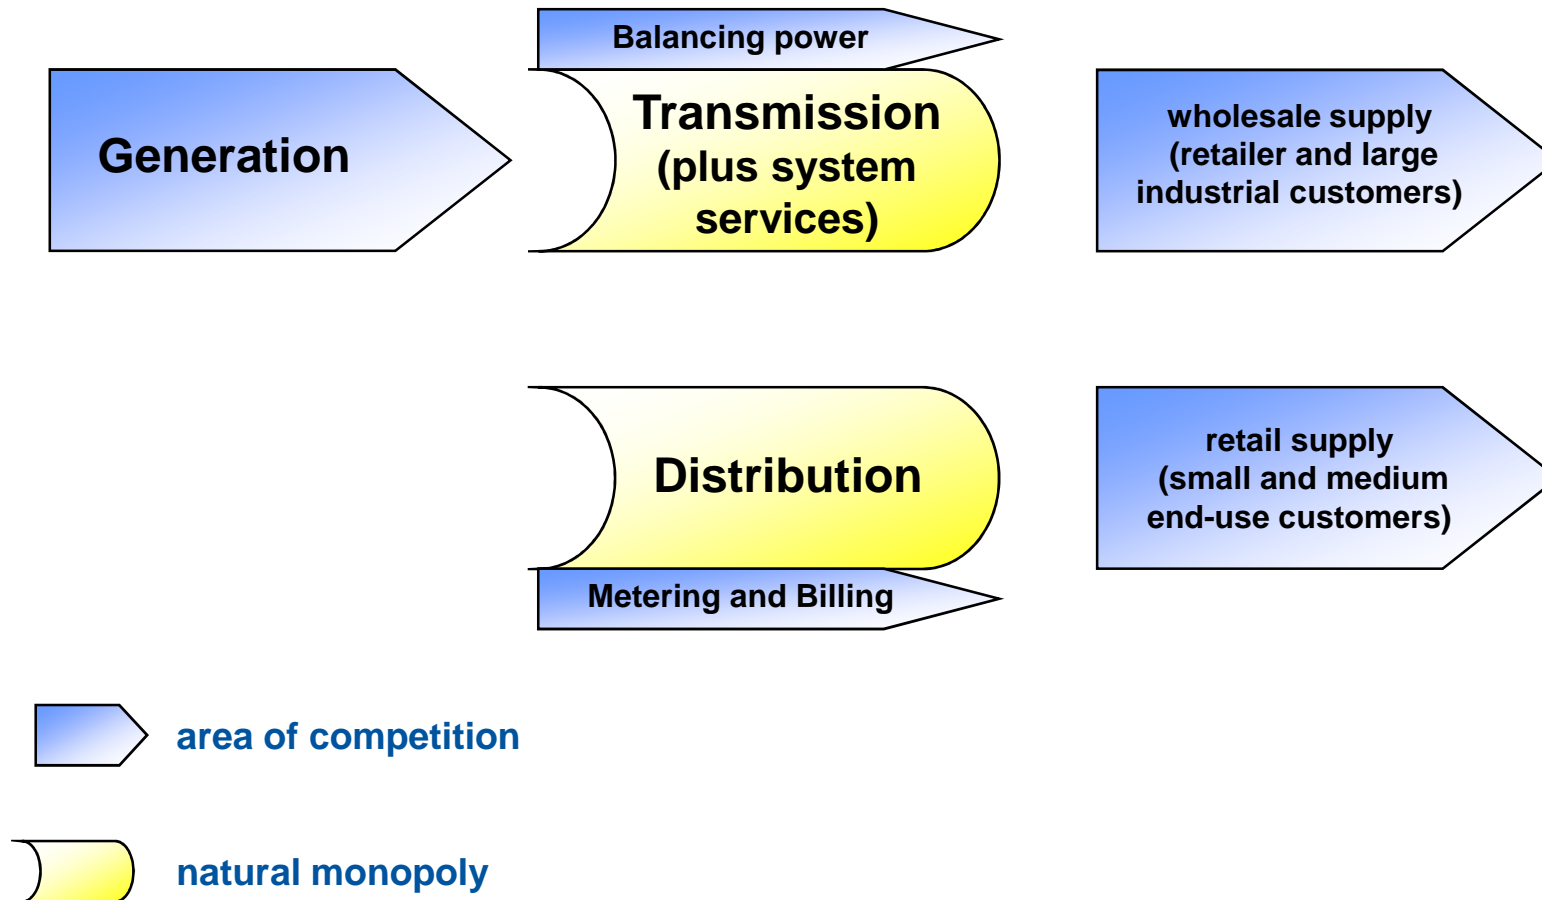 Balancing power
Generation
Transmission
(plus system
services)
wholesale supply
(retailer and large
industrial customers)
Distribution
retail supply
(small and medium
end-use customers)
Metering and Billing
area of competition
natural monopoly